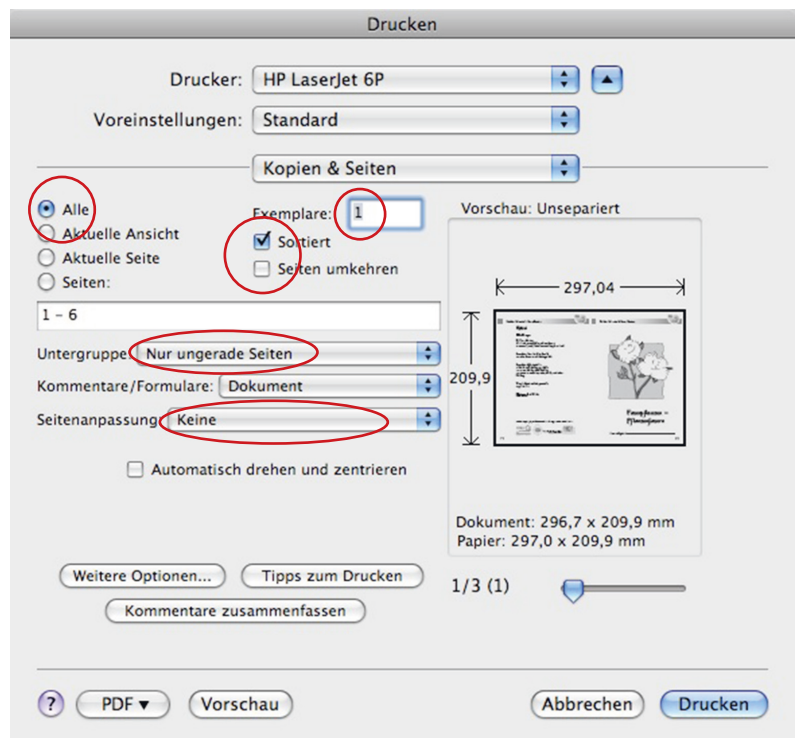 Drucken
Drucker: HP LaserJet 6P
Voreinstellungen: Standard
Kopien & Seiten
Alle
Aktuelle Ansicht
Aktuelle Seite
Seiten:
Exemplare: 1
Sortiert
Seiten umkehren
1 - 6
Untergruppe: Nur ungerade Seiten
Kommentare/Formulare: Dokument
Seitenanpassung: Keine
Automatisch drehen und zentrieren
Vorschau: Unsepariert
297,04
209,9
Dokument: 296,7 x 209,9 mm
Papier: 297,0 x 209,9 mm
Weitere Optionen...
Tipps zum Drucken
Kommentare zusammenfassen
1/3 (1)
?
PDF ▼
Vorschau
Abbrechen
Drucken